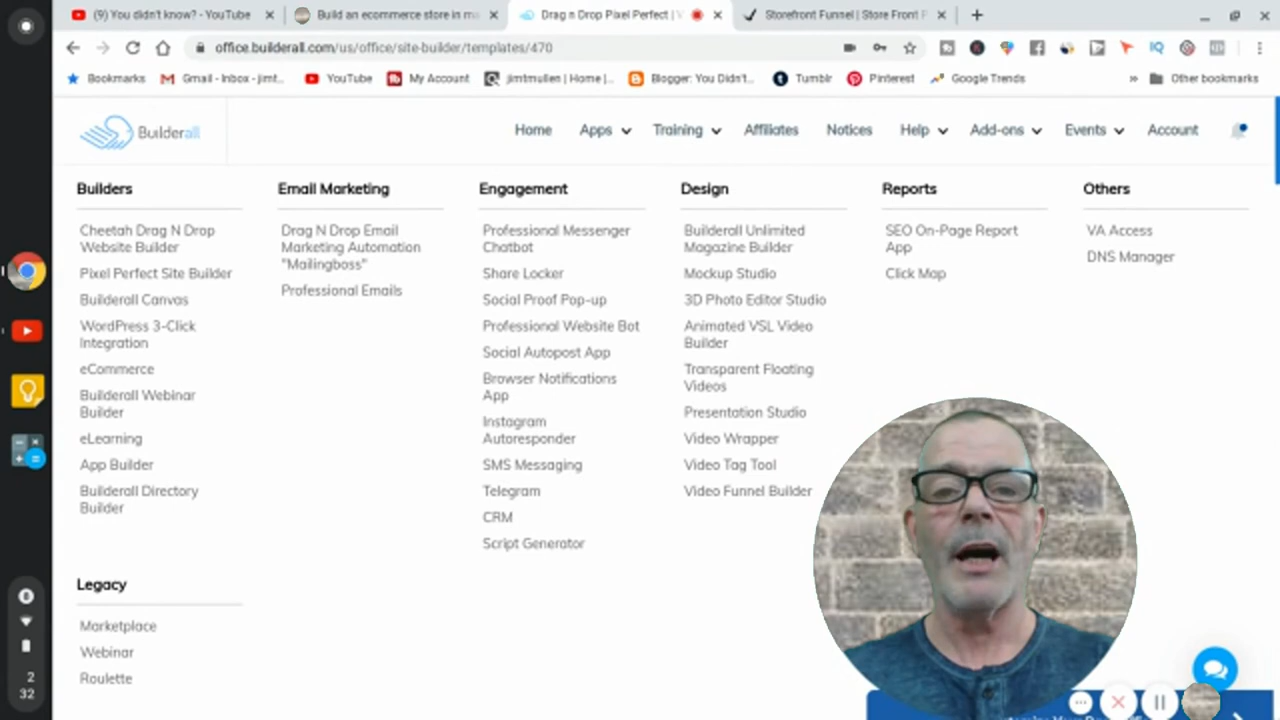 (9) You didn't know? - YouTube
Build an ecommerce store in m
Drag n Drop Pixel Perfect |
Storefront Funnel | Store Front P
office.builderall.com/us/office/site-builder/templates/470
Bookmarks
Gmail - Inbox - jimt...
YouTube
My Account
jimtmullen | Home |...
Blogger: You Didn't...
Tumblr
Pinterest
Google Trends
Other bookmarks
Builderall
Home
Apps
Training
Affiliates
Notices
Help
Add-ons
Events
Account
Builders
Cheetah Drag N Drop
Website Builder
Pixel Perfect Site Builder
Builderall Canvas
WordPress 3-Click
Integration
eCommerce
Builderall Webinar
Builder
eLearning
App Builder
Builderall Directory
Builder
Email Marketing
Drag N Drop Email
Marketing Automation
"Mailingboss"
Professional Emails
Engagement
Professional Messenger
Chatbot
Share Locker
Social Proof Pop-up
Professional Website Bot
Social Autopost App
Browser Notifications
App
Instagram
Autoresponder
SMS Messaging
Telegram
CRM
Script Generator
Design
Builderall Unlimited
Magazine Builder
Mockup Studio
3D Photo Editor Studio
Animated VSL Video
Builder
Transparent Floating
Videos
Presentation Studio
Video Wrapper
Video Tag Tool
Video Funnel Builder
Reports
SEO On-Page Report
App
Click Map
Others
VA Access
DNS Manager
Legacy
Marketplace
Webinar
Roulette
2
32